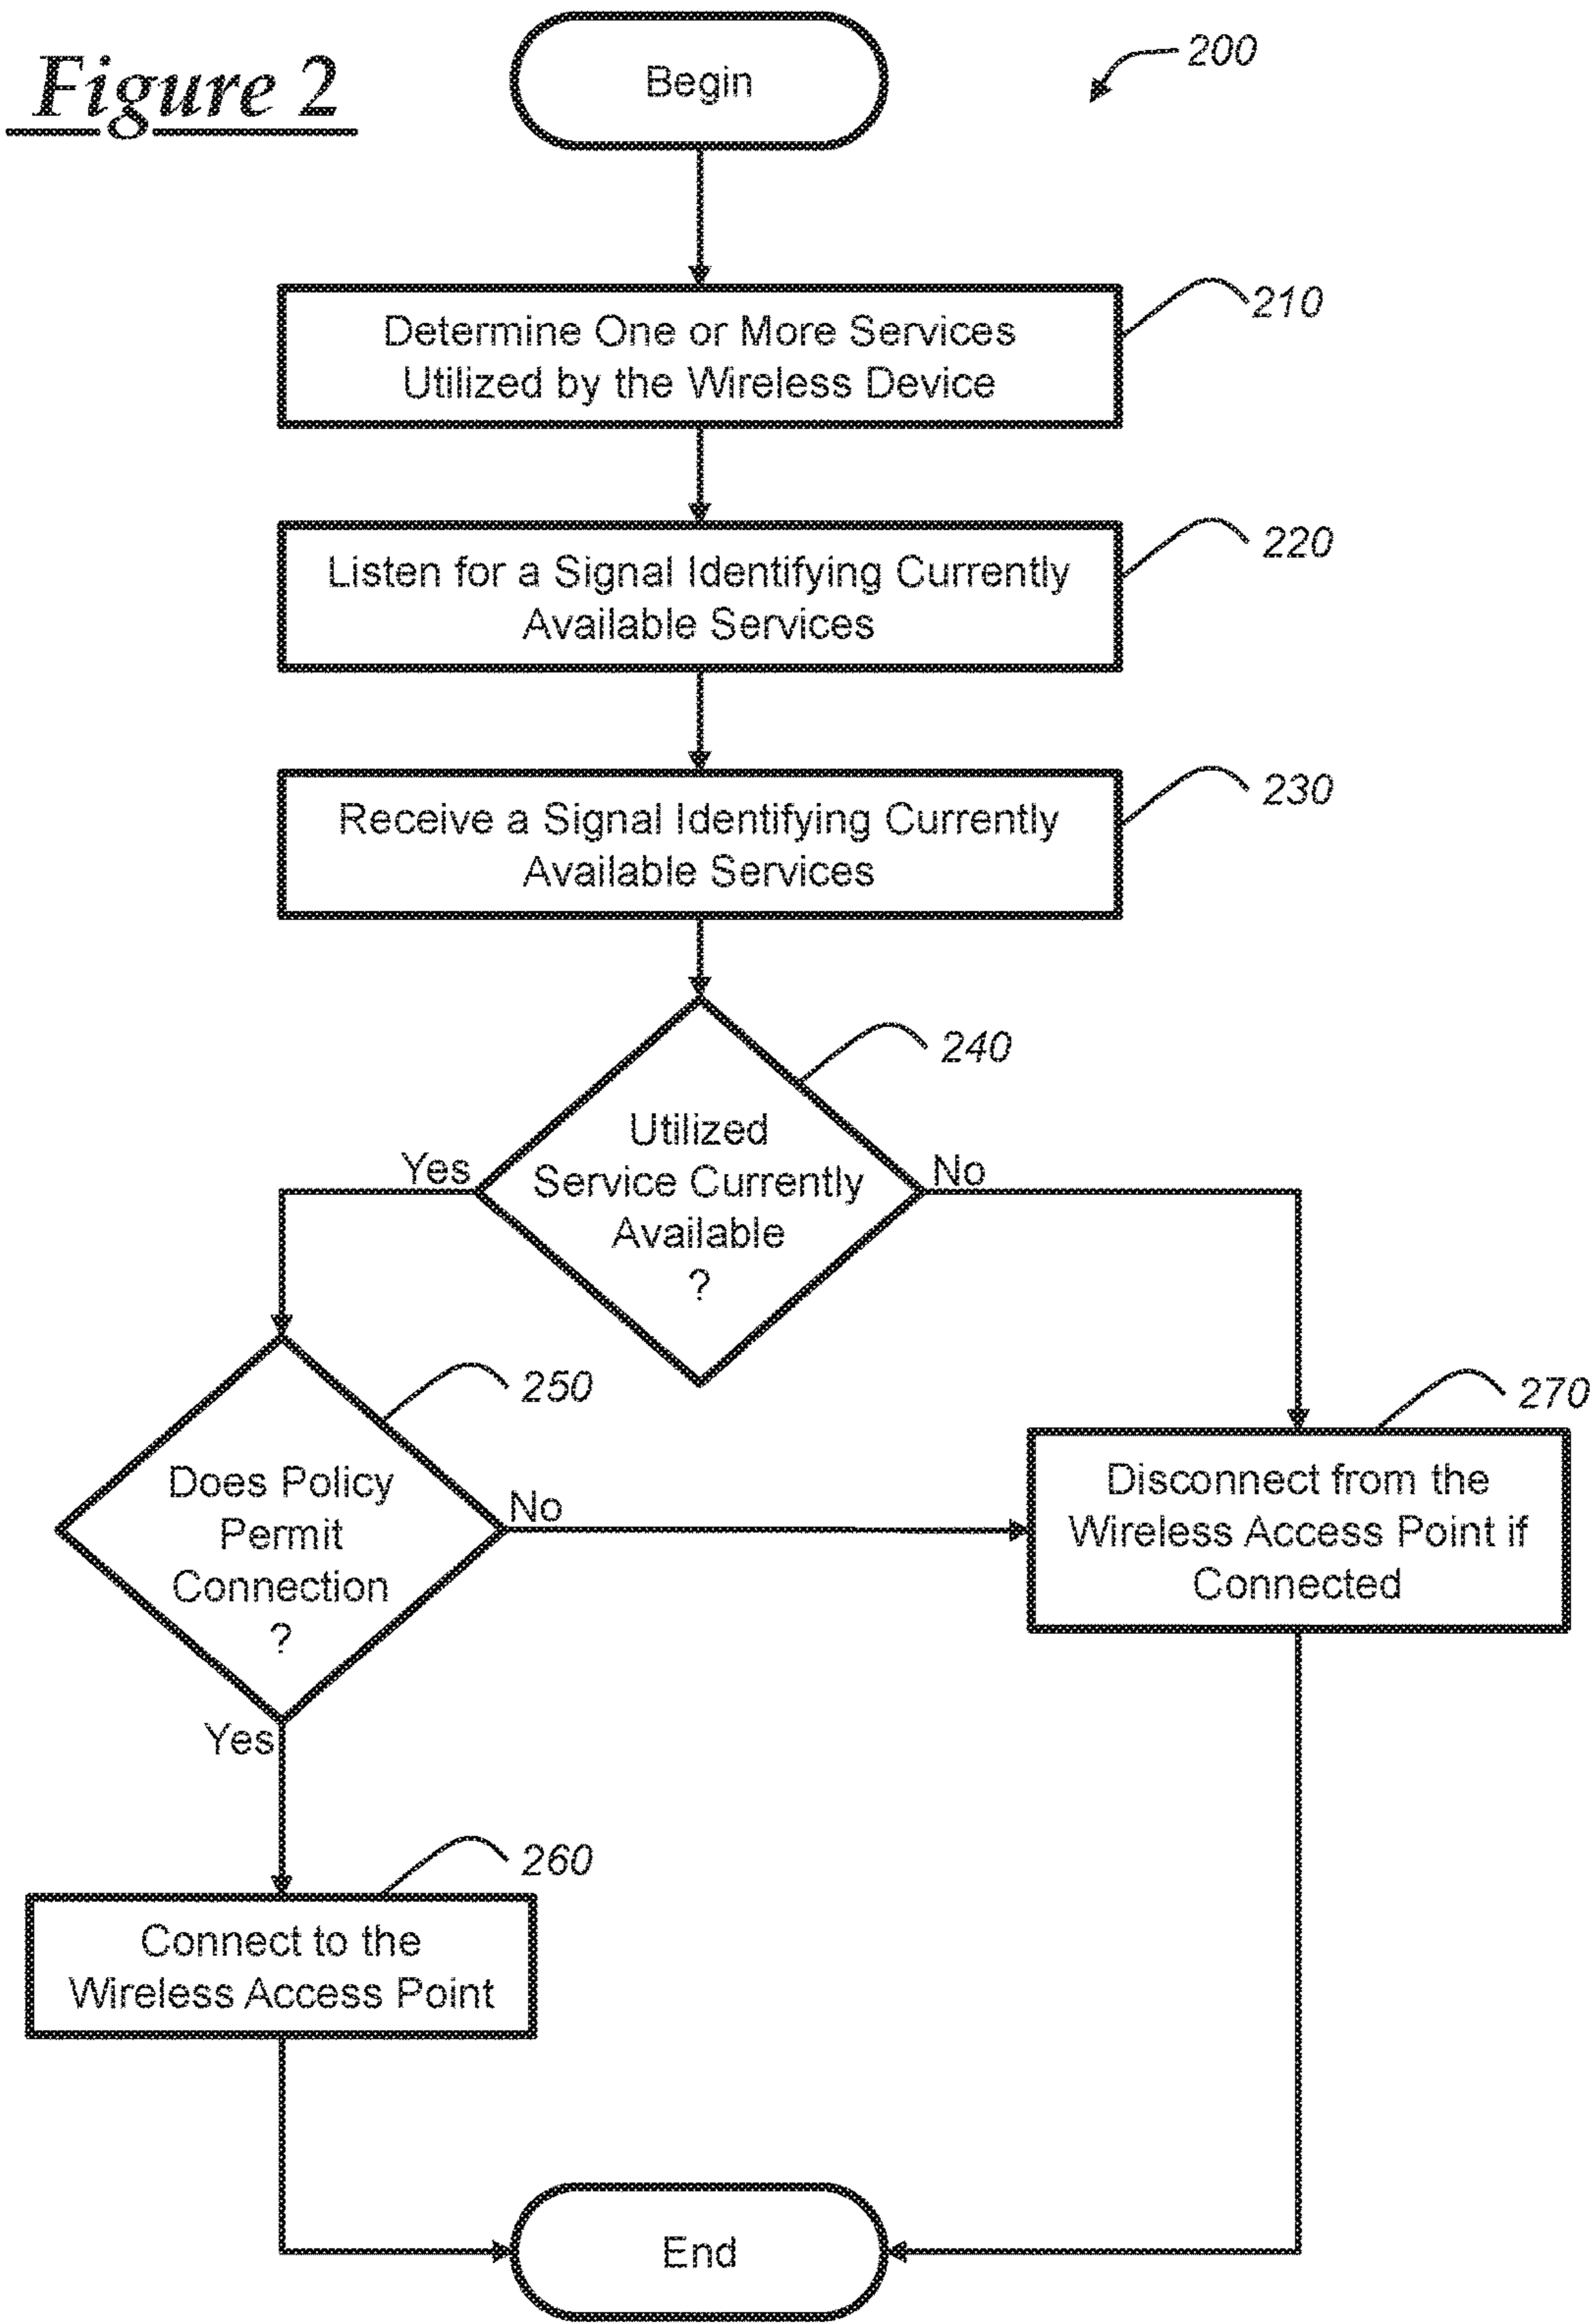 Figure 2
Begin
200
Determine One or More Services
Utilized by the Wireless Device
210
Listen for a Signal Identifying Currently
Available Services
220
Receive a Signal Identifying Currently
Available Services
230
240
Utilized
Service Currently
Available
?
Yes
No
250
Does Policy
Permit
Connection
?
No
Yes
270
Disconnect from the
Wireless Access Point if
Connected
260
Connect to the
Wireless Access Point
End